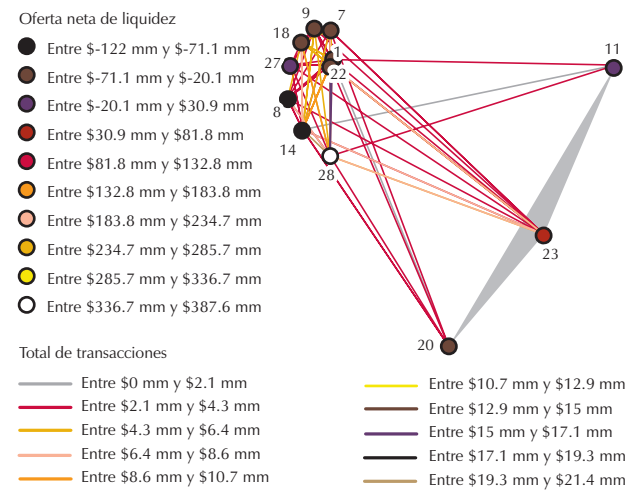 Oferta neta de liquidez
Entre $-122 mm y $-71.1 mm
Entre $-71.1 mm y $-20.1 mm
Entre $-20.1 mm y $30.9 mm
Entre $30.9 mm y $81.8 mm
Entre $81.8 mm y $132.8 mm
Entre $132.8 mm y $183.8 mm
Entre $183.8 mm y $234.7 mm
Entre $234.7 mm y $285.7 mm
Entre $285.7 mm y $336.7 mm
Entre $336.7 mm y $387.6 mm
9
7
18
1
27
22
11
8
14
28
23
20
Total de transacciones
Entre $0 mm y $2.1 mm
Entre $2.1 mm y $4.3 mm
Entre $4.3 mm y $6.4 mm
Entre $6.4 mm y $8.6 mm
Entre $8.6 mm y $10.7 mm
Entre $10.7 mm y $12.9 mm
Entre $12.9 mm y $15 mm
Entre $15 mm y $17.1 mm
Entre $17.1 mm y $19.3 mm
Entre $19.3 mm y $21.4 mm